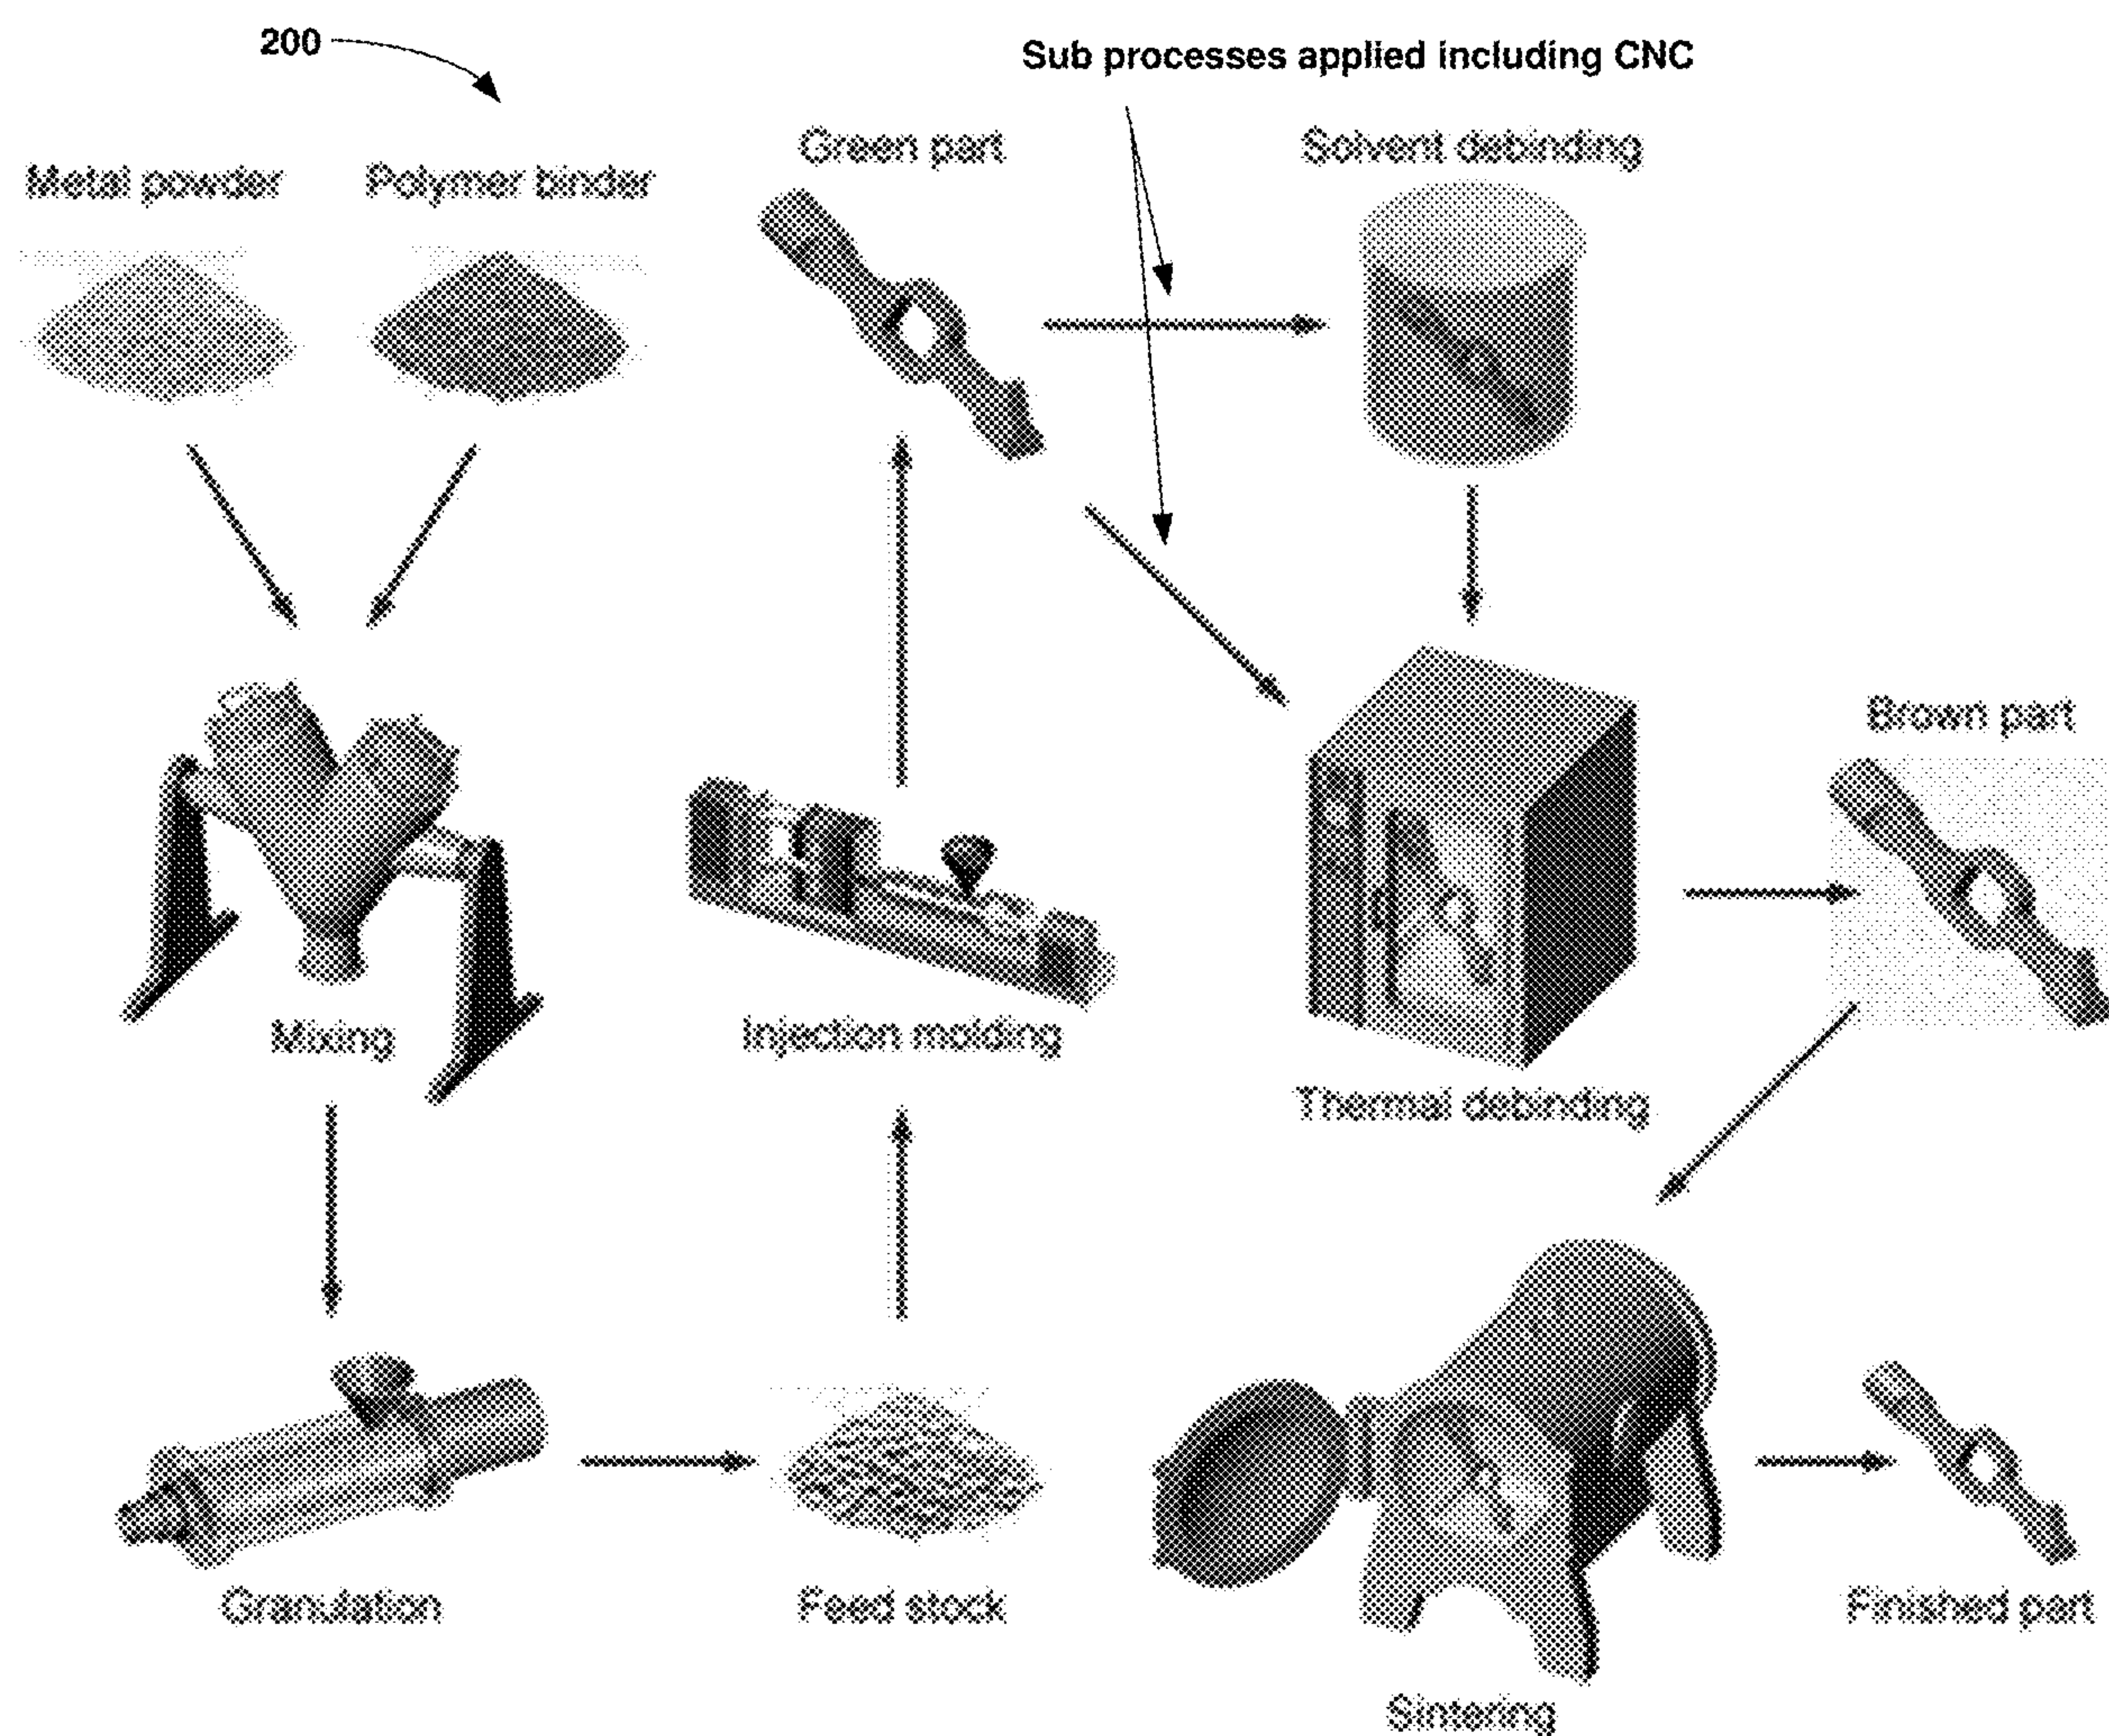 200
Sub processes applied including CNC
Metal powder
Polymer binder
Green part
Solvent debinding
Mixing
Injection molding
Thermal debinding
Brown part
Granulation
Feed stock
Sintering
Finished part